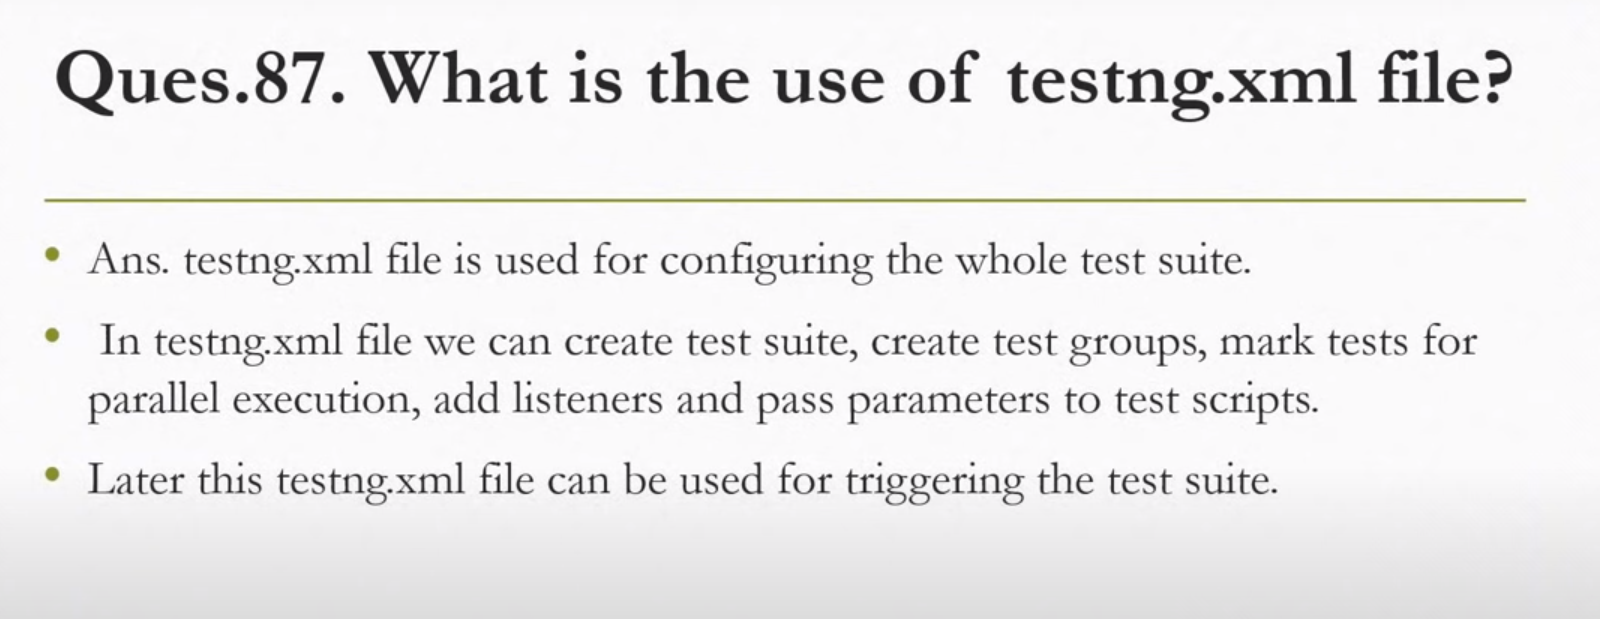 Ques.87. What is the use of testng.xml file?
• Ans. testng.xml file is used for configuring the whole test suite.
• In testng.xml file we can create test suite, create test groups, mark tests for
parallel execution, add listeners and pass parameters to test scripts.
• Later this testng.xml file can be used for triggering the test suite.